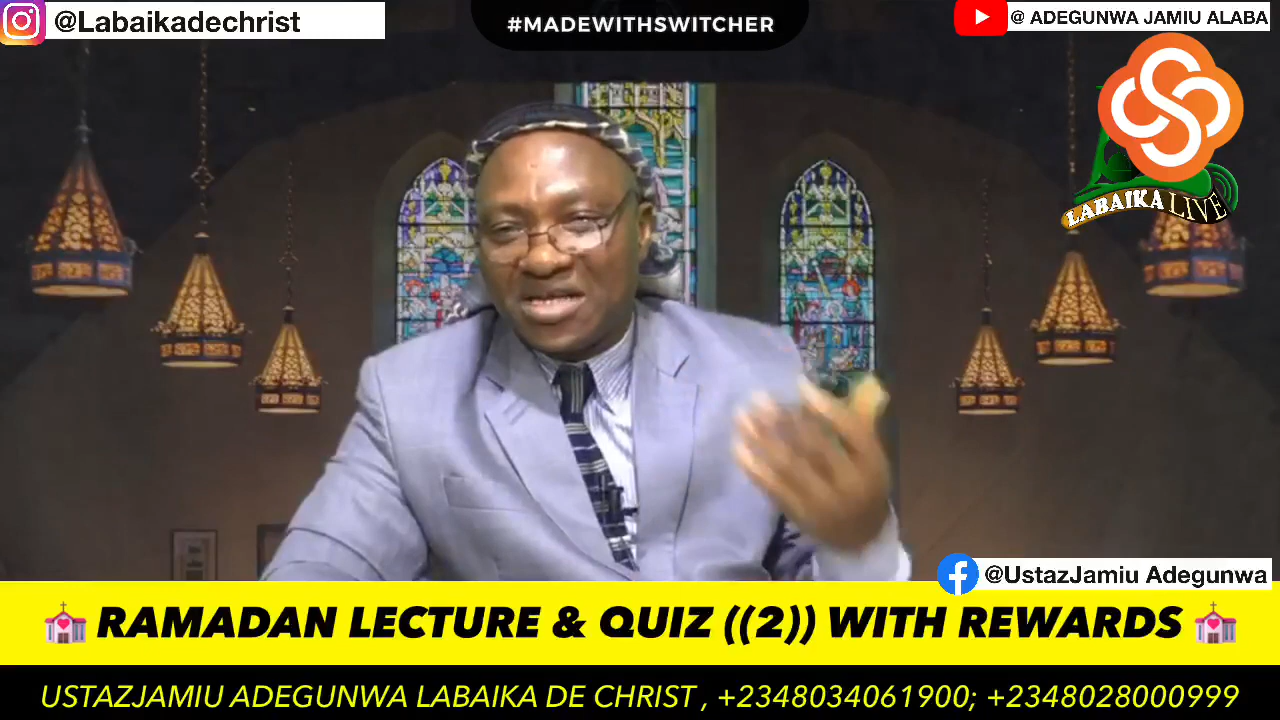 @Labaikadechrist
#MADEWITHSWITCHER
@ ADEGUNWA JAMIU ALABA
LABAIKA LIVE
@UstazJamiu Adegunwa
RAMADAN LECTURE & QUIZ ((2)) WITH REWARDS
USTAZJAMIU ADEGUNWA LABAIKA DE CHRIST , +2348034061900; +2348028000999